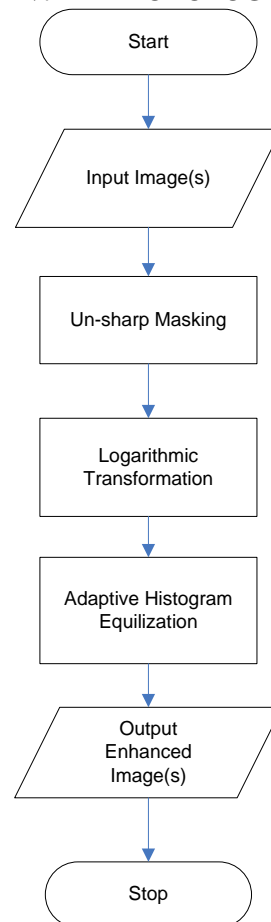 Start
Input Image(s)
Un-sharp Masking
Logarithmic
Transformation
Adaptive Histogram
Equilization
Output
Enhanced
Image(s)
Stop